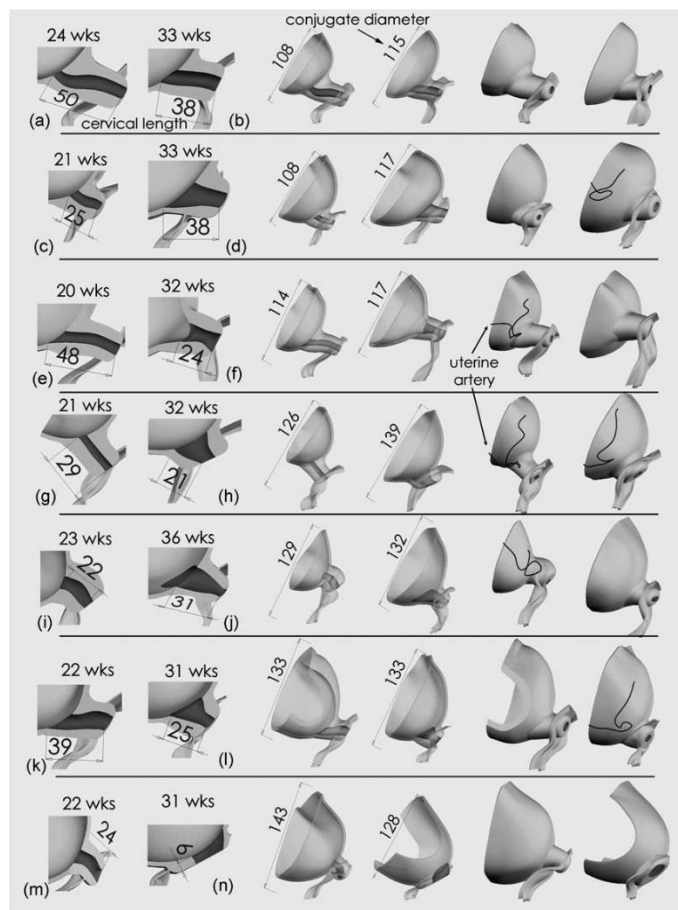 conjugate diameter
24 wks 33 wks 108 115
50 38
(a) cervical length (b)
21 wks 33 wks 108 117
25 38
(c) (d)
20 wks 32 wks 114 117
48 24
(e) (f)
uterine
artery
21 wks 32 wks 126 139
29 21
(g) (h)
23 wks 36 wks 129 132
22 31
(i) (j)
22 wks 31 wks 133 133
39 25
(k) (l)
22 wks 31 wks 143 128
24 9
(m) (n)